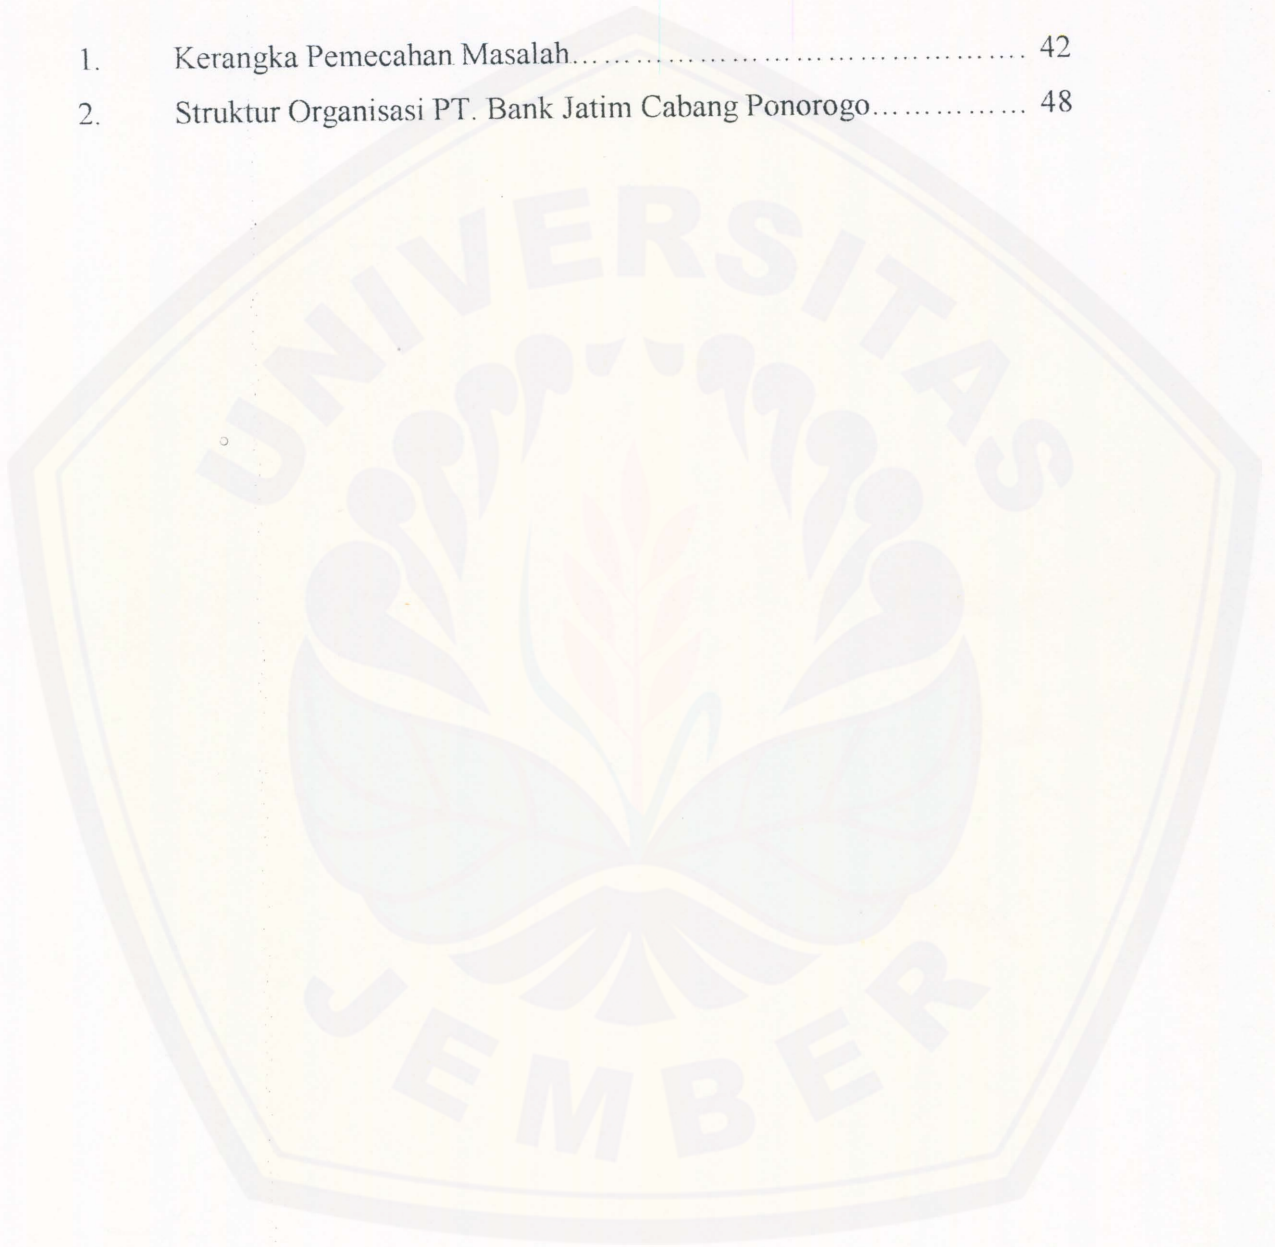 1. Kerangka Pemecahan Masalah........................................ 42
2. Struktur Organisasi PT. Bank Jatim Cabang Ponorogo............... 48
UNIVERSITAS
JEMBER